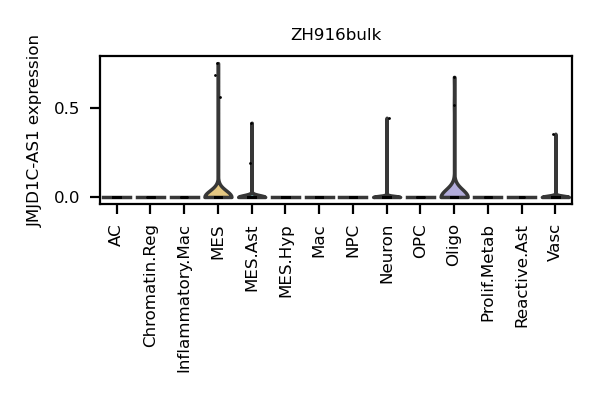 ZH916bulk
JMJD1C-AS1 expression
0.5
0.0
AC
Chromatin.Reg
Inflammatory.Mac
MES
MES.Ast
MES.Hyp
Mac
NPC
Neuron
OPC
Oligo
Prolif.Metab
Reactive.Ast
Vasc